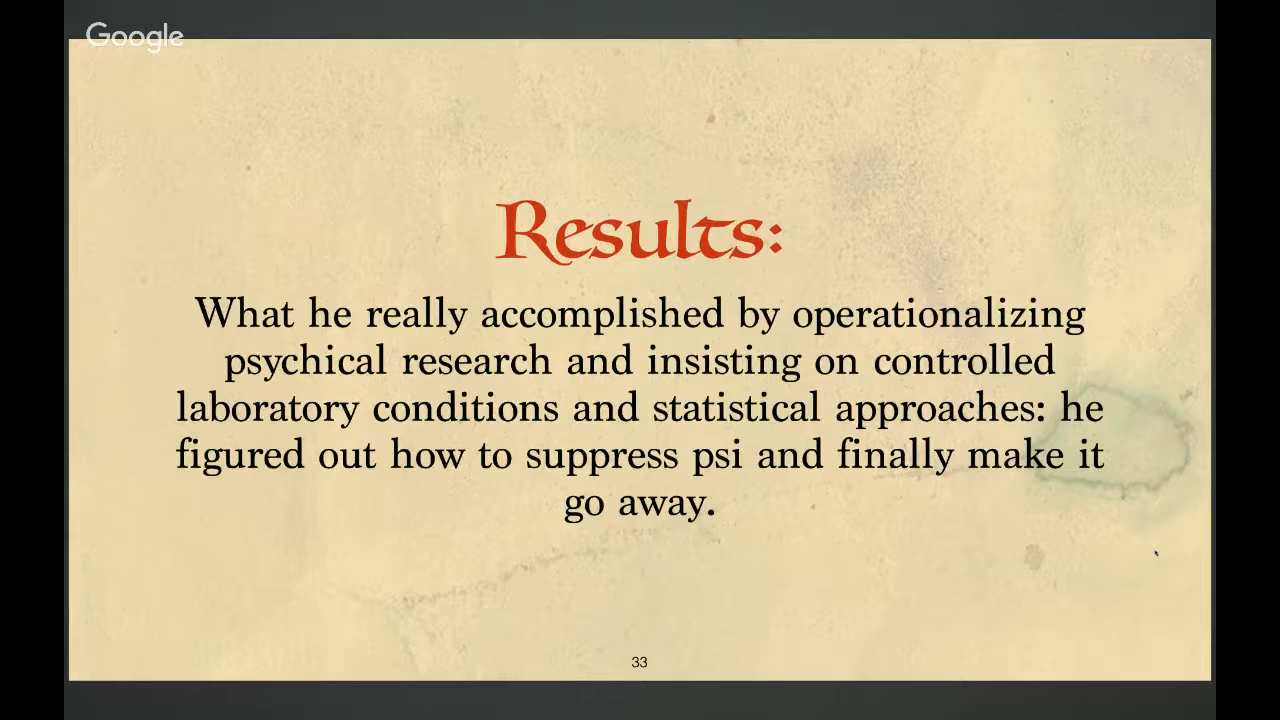 Google
Results:
What he really accomplished by operationalizing
psychical research and insisting on controlled
laboratory conditions and statistical approaches: he
figured out how to suppress psi and finally make it
go away.
33